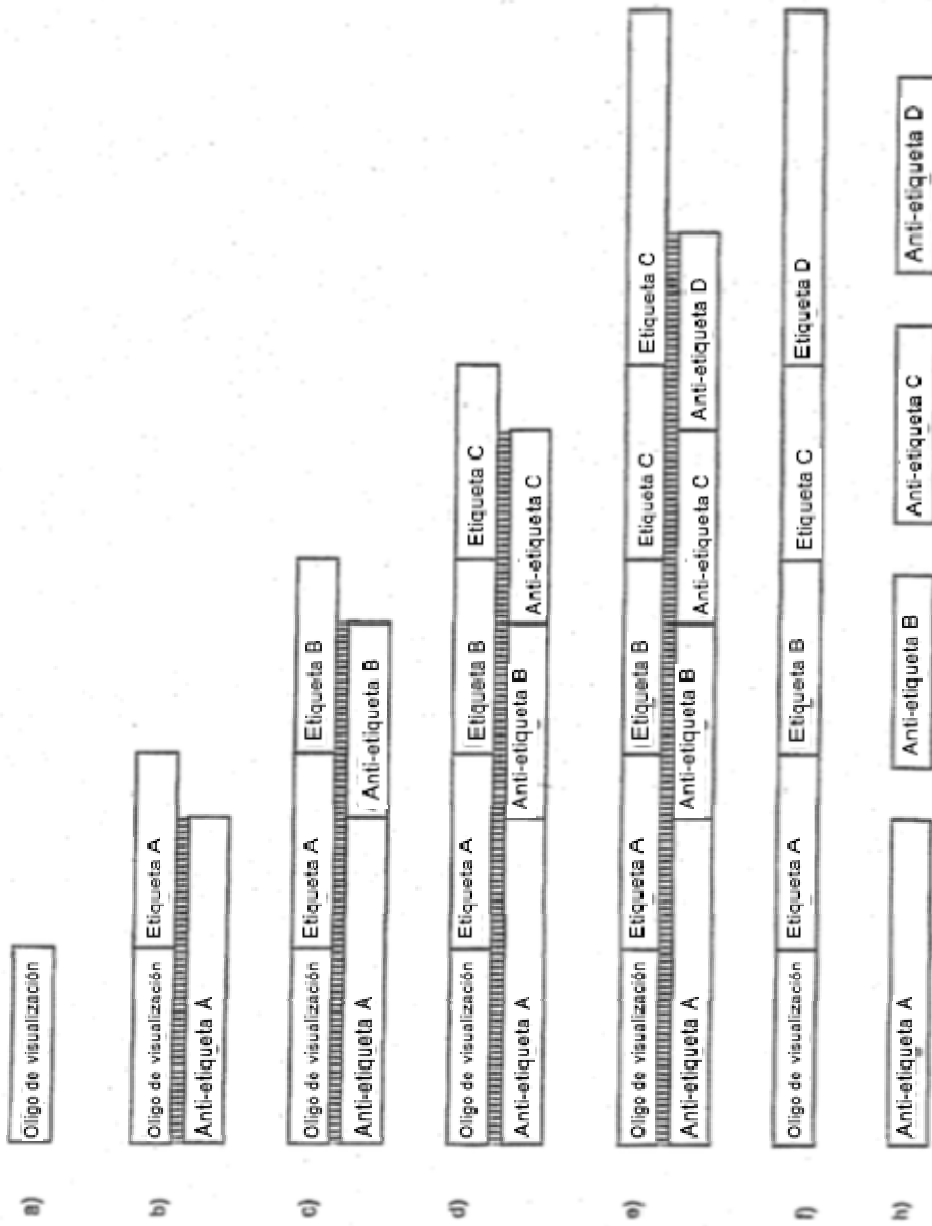 a)
Oligo de visualización
b)
Oligo de visualización Etiqueta A
Anti-etiqueta A
c)
Oligo de visualización Etiqueta A Etiqueta B
Anti-etiqueta A Anti-etiqueta B
d)
Oligo de visualización Etiqueta A Etiqueta B Etiqueta C
Anti-etiqueta A Anti-etiqueta B Anti-etiqueta C
e)
Oligo de visualización Etiqueta A Etiqueta B Etiqueta C Etiqueta C
Anti-etiqueta A Anti-etiqueta B Anti-etiqueta C Anti-etiqueta D
f)
Oligo de visualización Etiqueta A Etiqueta B Etiqueta C Etiqueta D
h)
Anti-etiqueta A Anti-etiqueta B Anti-etiqueta C Anti-etiqueta D